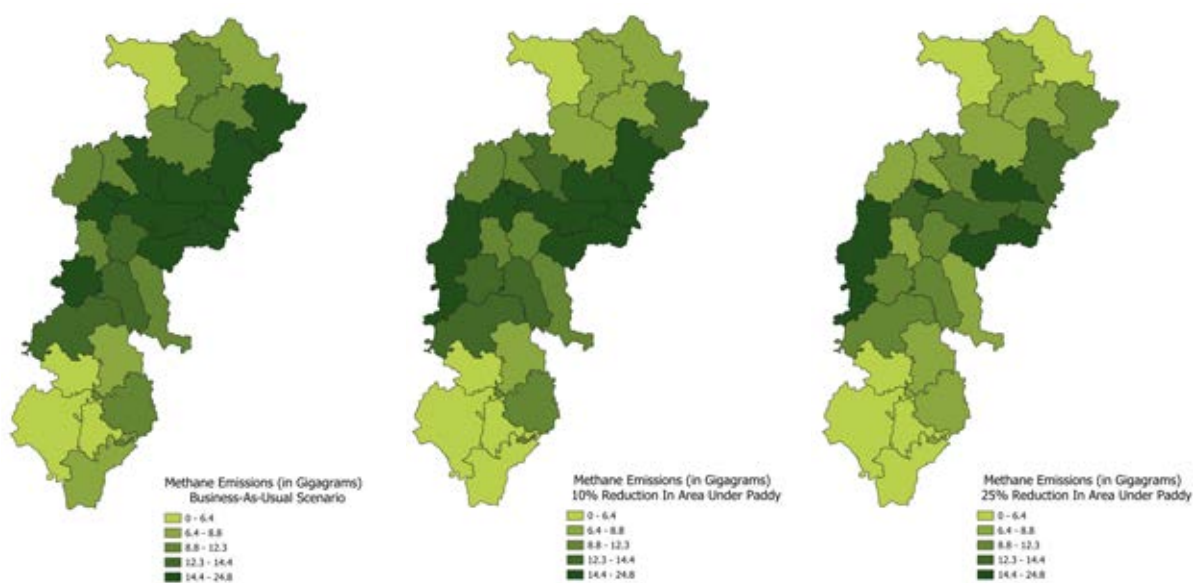 Methane Emissions (in Gigagrams)
Business-As-Usual Scenario
0 - 6.4
6.4 - 8.8
8.8 - 12.3
12.3 - 14.4
14.4 - 24.8
Methane Emissions (in Gigagrams)
10% Reduction In Area Under Paddy
0 - 6.4
6.4 - 8.8
8.8 - 12.3
12.3 - 14.4
14.4 - 24.8
Methane Emissions (in Gigagrams)
25% Reduction In Area Under Paddy
0 - 6.4
6.4 - 8.8
8.8 - 12.3
12.3 - 14.4
14.4 - 24.8